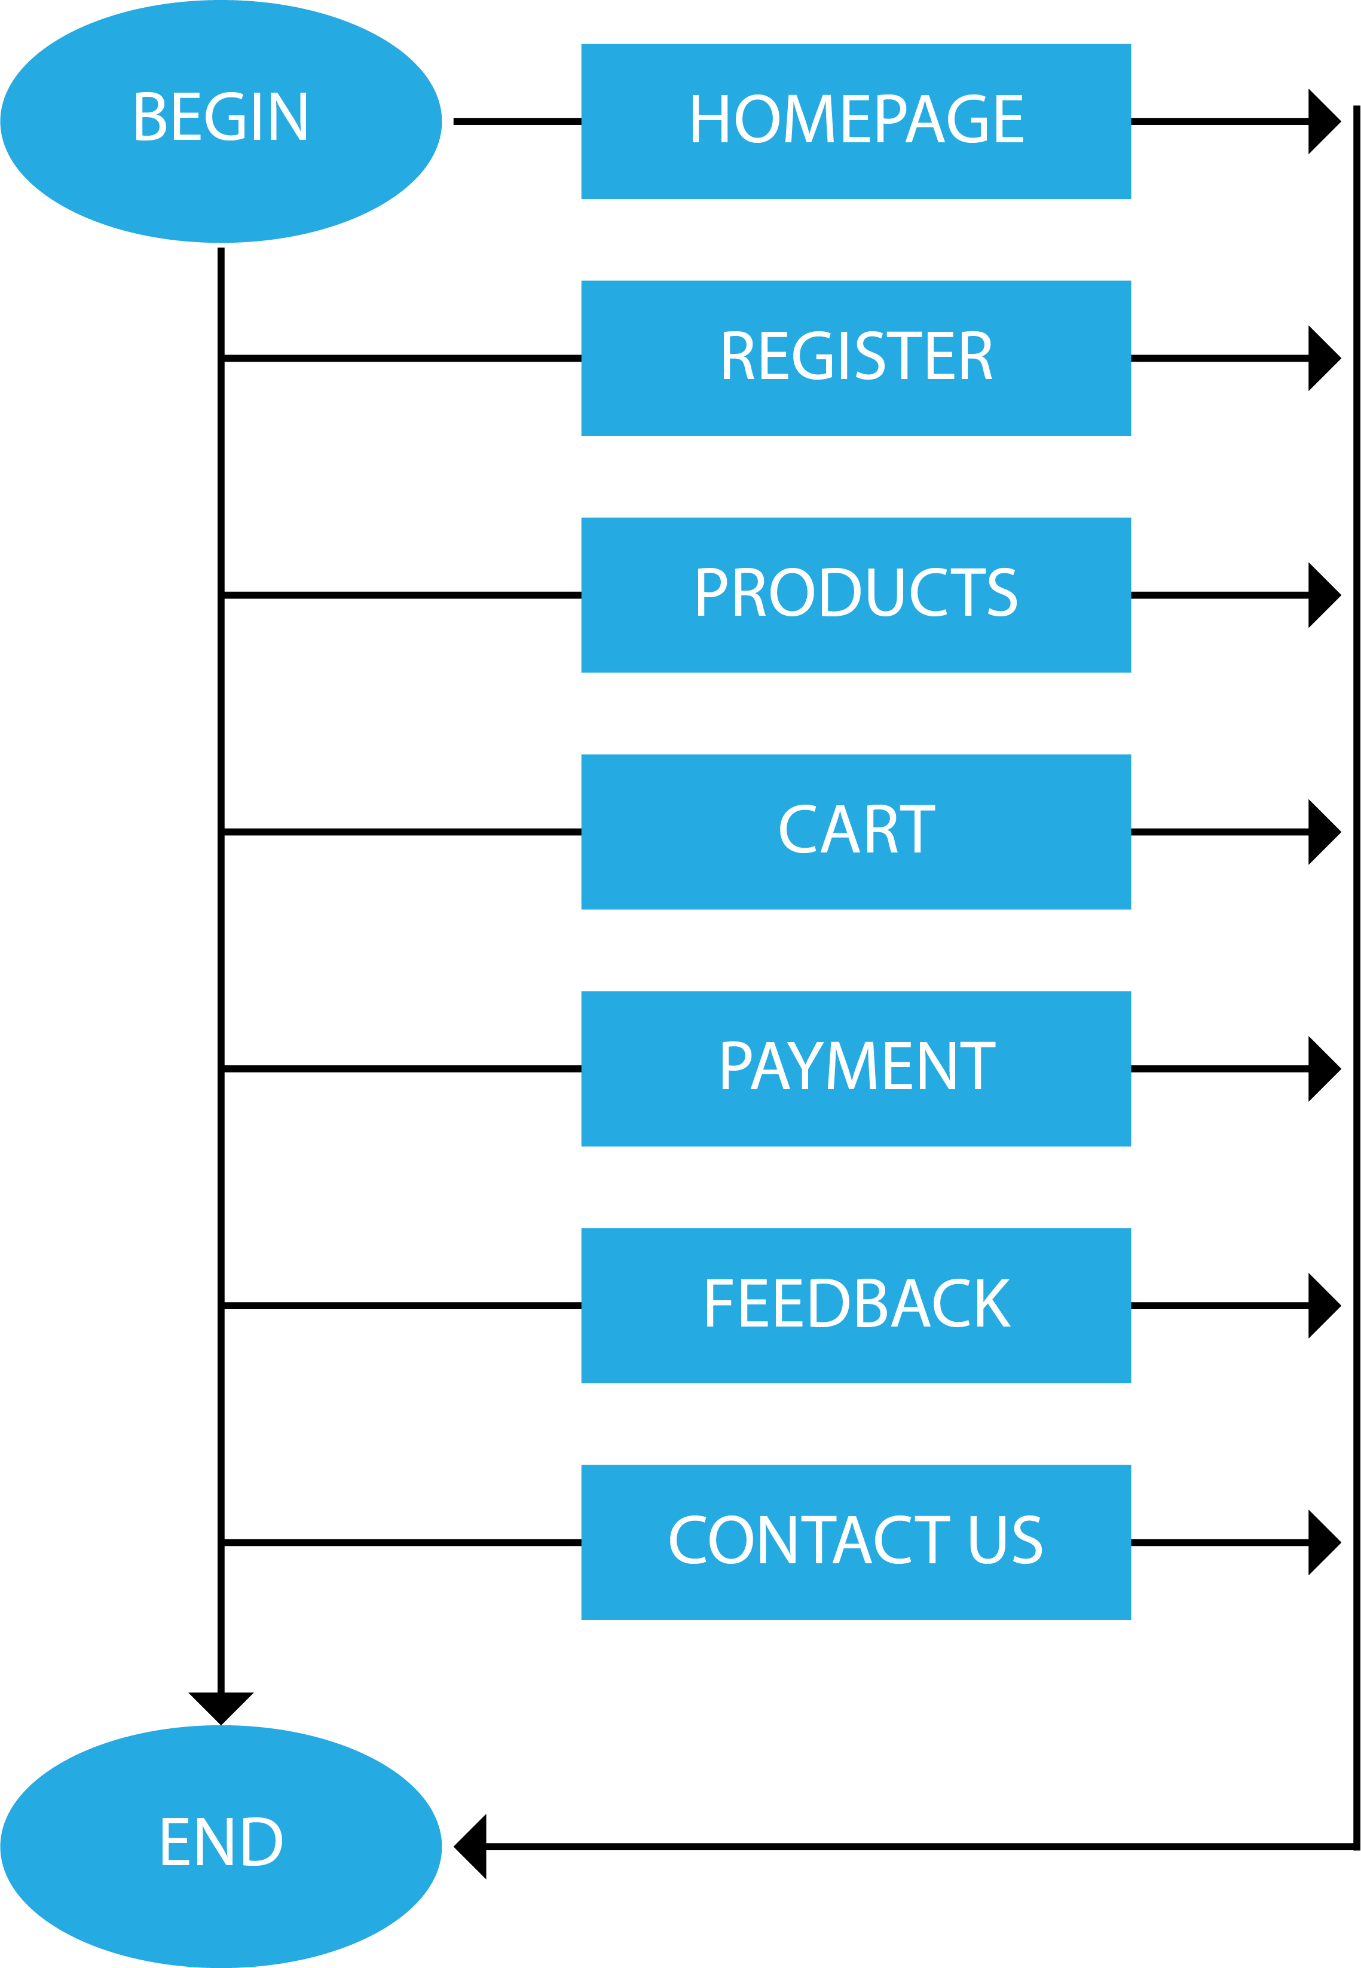 BEGIN
HOMEPAGE
REGISTER
PRODUCTS
CART
PAYMENT
FEEDBACK
CONTACT US
END